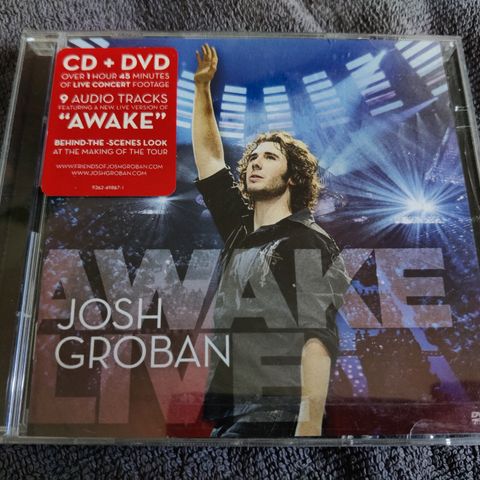 CD + DVD
OVER 1 HOUR 45 MINUTES
OF LIVE CONCERT FOOTAGE
9 AUDIO TRACKS
FEATURING A NEW, LIVE VERSION OF
"AWAKE"
BEHIND-THE-SCENES LOOK
AT THE MAKING OF THE TOUR
WWW.FRIENDSOFJOSHGROBAN.COM
WWW.JOSHGROBAN.COM
AWAKE
JOSH
GROBAN
LIVE